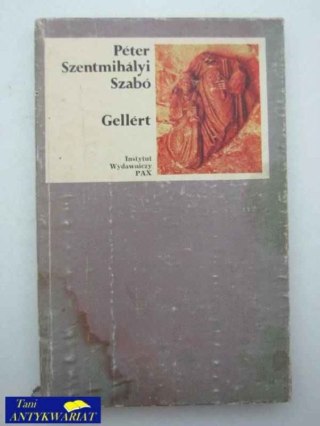 Péter
Szentmihályi
Szabó
Gellért
Instytut
Wydawniczy
PAX
Tani
ANTYKWARIAT